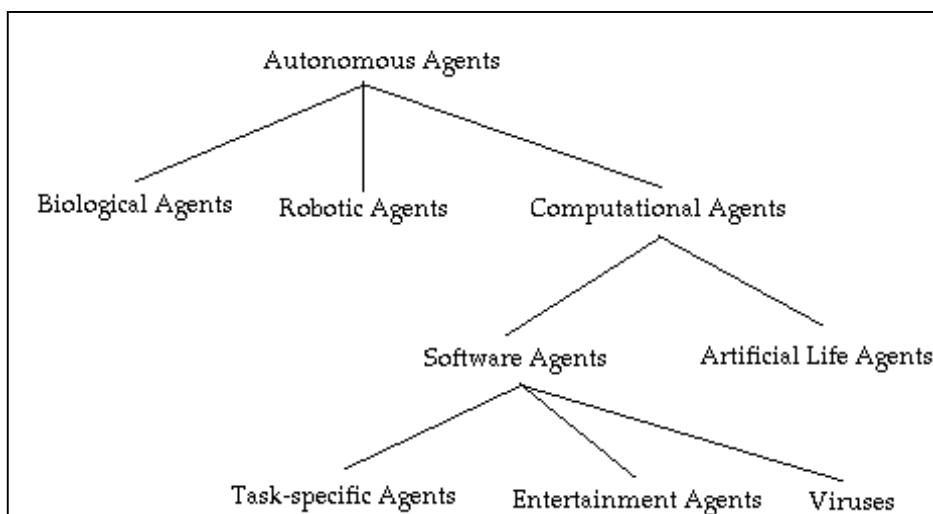 Autonomous Agents
Biological Agents
Robotic Agents
Computational Agents
Software Agents
Artificial Life Agents
Task-specific Agents
Entertainment Agents
Viruses